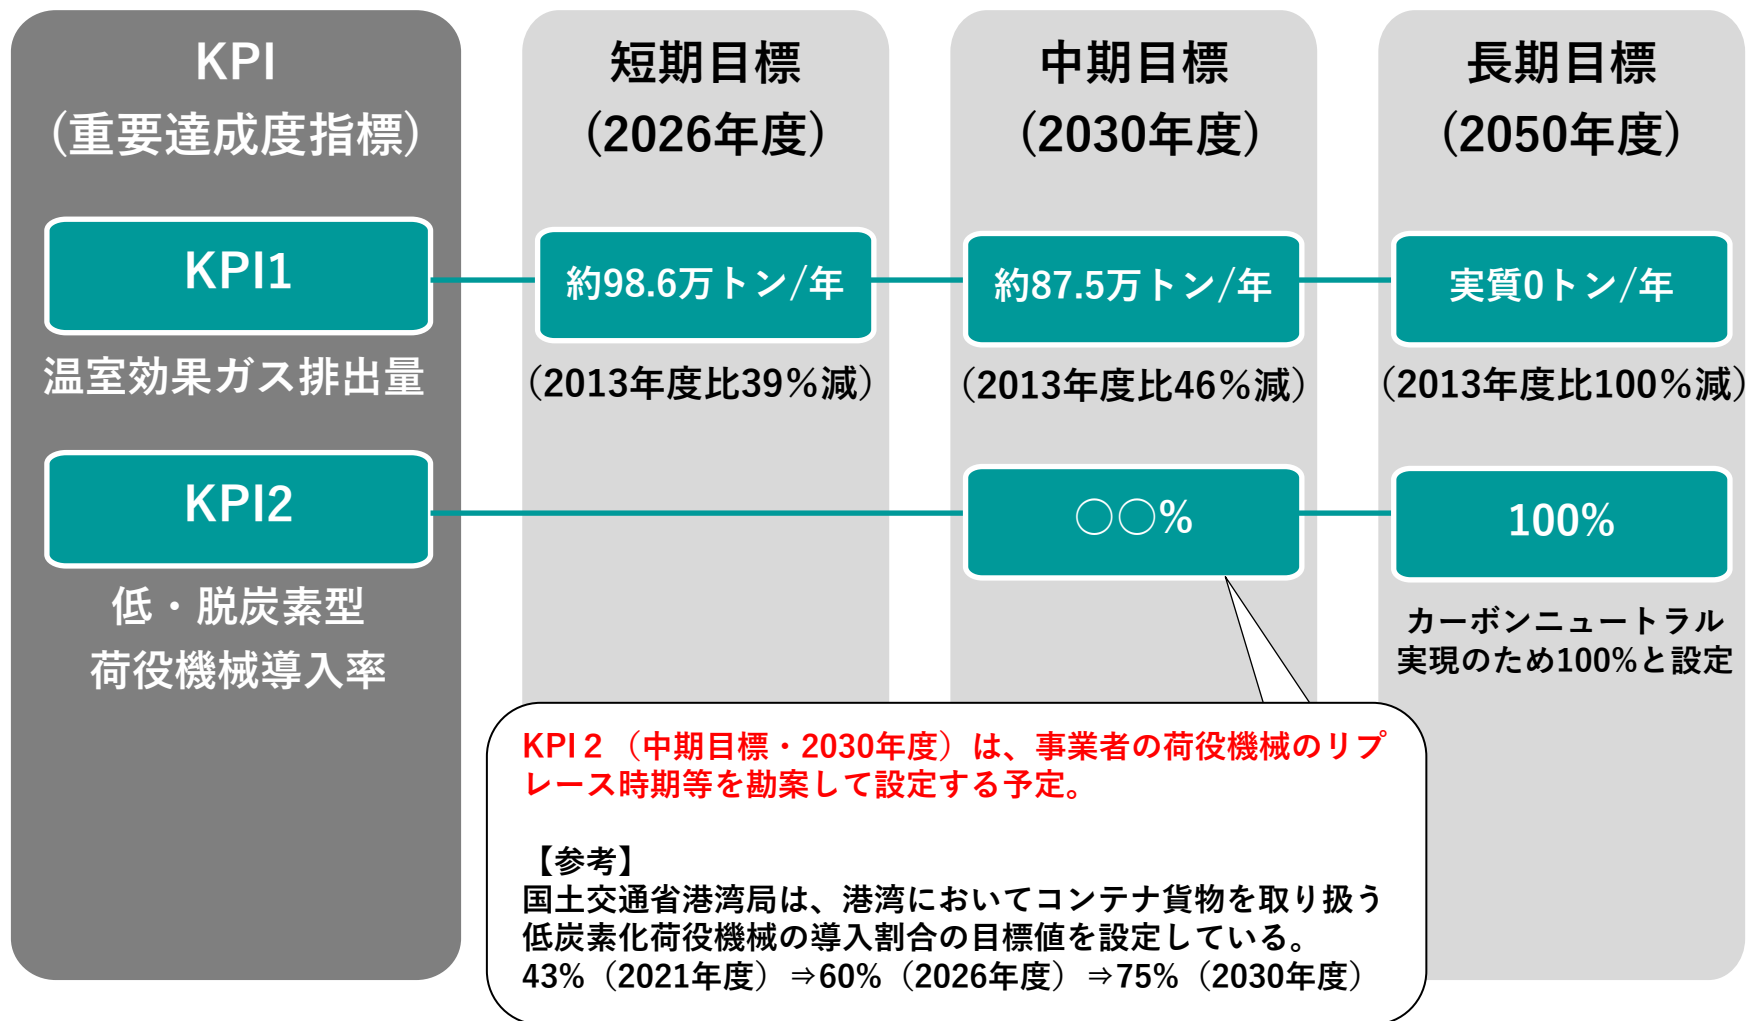 KPI
（重要達成度指標）
短期目標
（2026年度）
中期目標
（2030年度）
長期目標
（2050年度）
KPI1
約98.6万トン/年
約87.5万トン/年
実質0トン/年
温室効果ガス排出量
（2013年度比39％減）
（2013年度比46％減）
（2013年度比100％減）
KPI2
○○%
100%
低・脱炭素型
荷役機械導入率
カーボンニュートラル
実現のため100%と設定
KPI２（中期目標・2030年度）は、事業者の荷役機械のリプ
レース時期等を勘案して設定する予定。
【参考】
国土交通省港湾局は、港湾においてコンテナ貨物を取り扱う
低炭素化荷役機械の導入割合の目標値を設定している。
43%（2021年度）⇒60%（2026年度）⇒75%（2030年度）